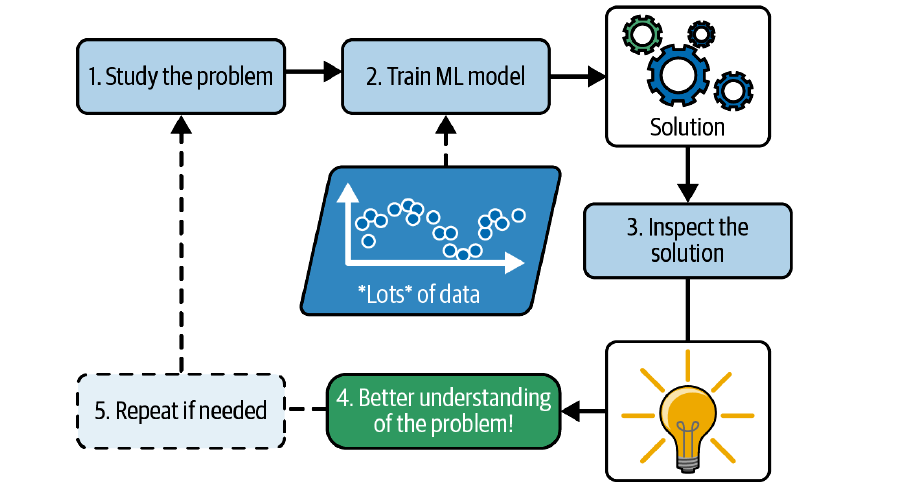 1. Study the problem
2. Train ML model
Solution
*Lots* of data
3. Inspect the
solution
4. Better understanding
of the problem!
5. Repeat if needed